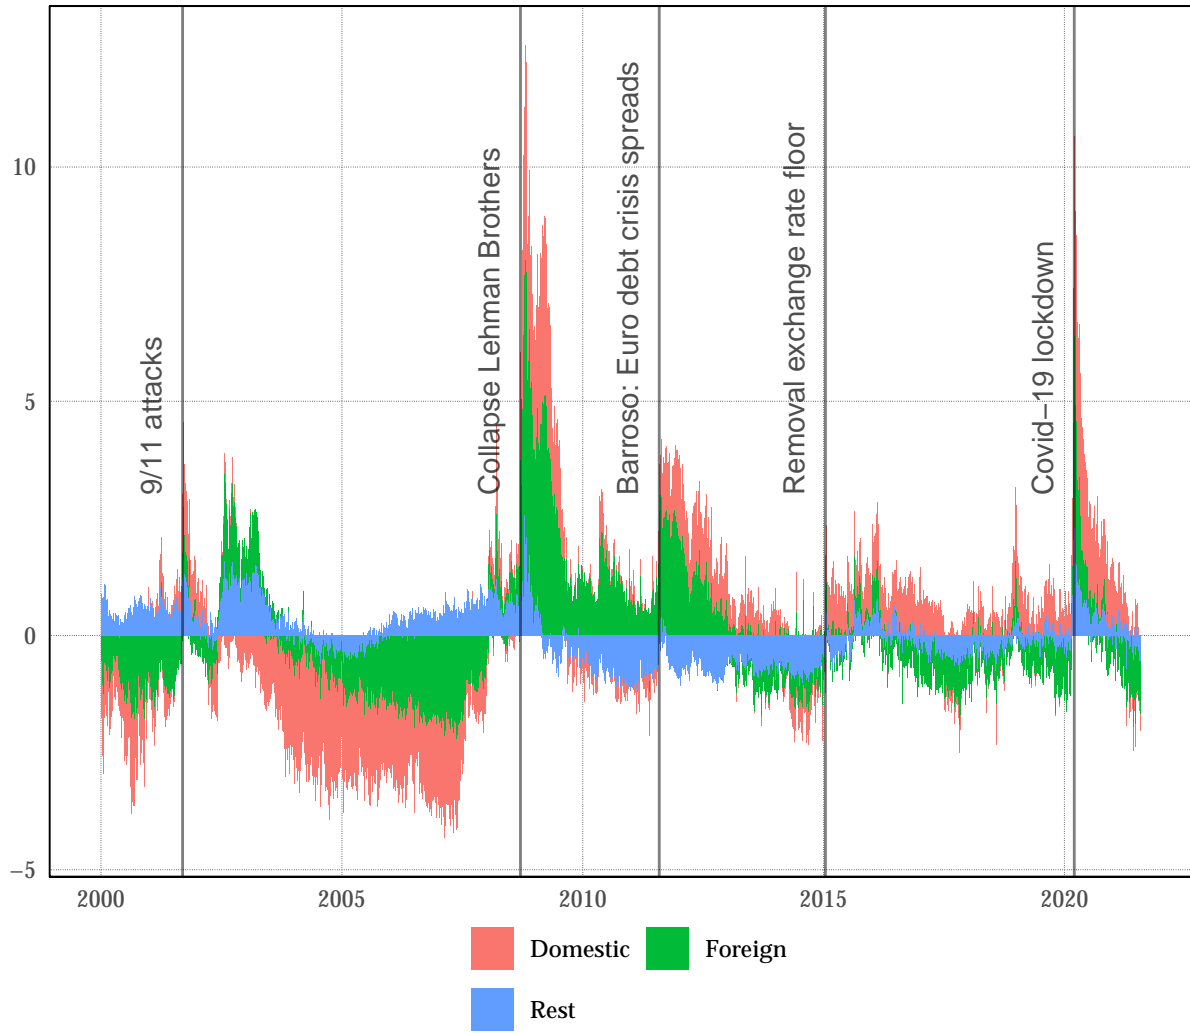 10
5
0
−5
9/11 attacks
Collapse Lehman Brothers
Barroso: Euro debt crisis spreads
Removal exchange rate floor
Covid−19 lockdown
2000 2005 2010 2015 2020
Domestic Foreign
Rest